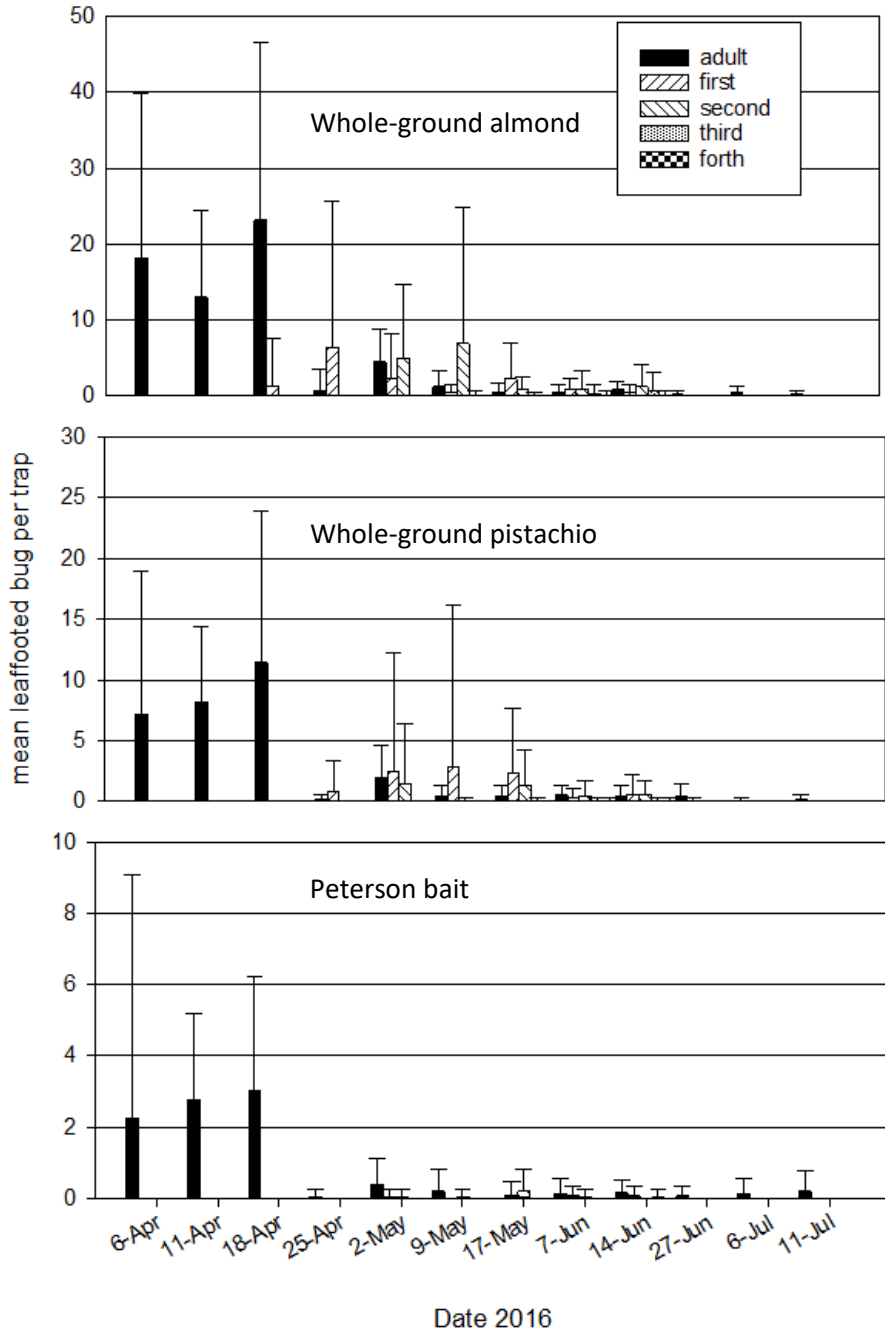 50
40
30
20
10
0
adult
first
second
third
forth
Whole-ground almond
mean leaffooted bug per trap
30
25
20
15
10
5
0
Whole-ground pistachio
10
8
6
4
2
0
Peterson bait
6-Apr
11-Apr
18-Apr
25-Apr
2-May
9-May
17-May
7-Jun
14-Jun
27-Jun
6-Jul
11-Jul
Date 2016